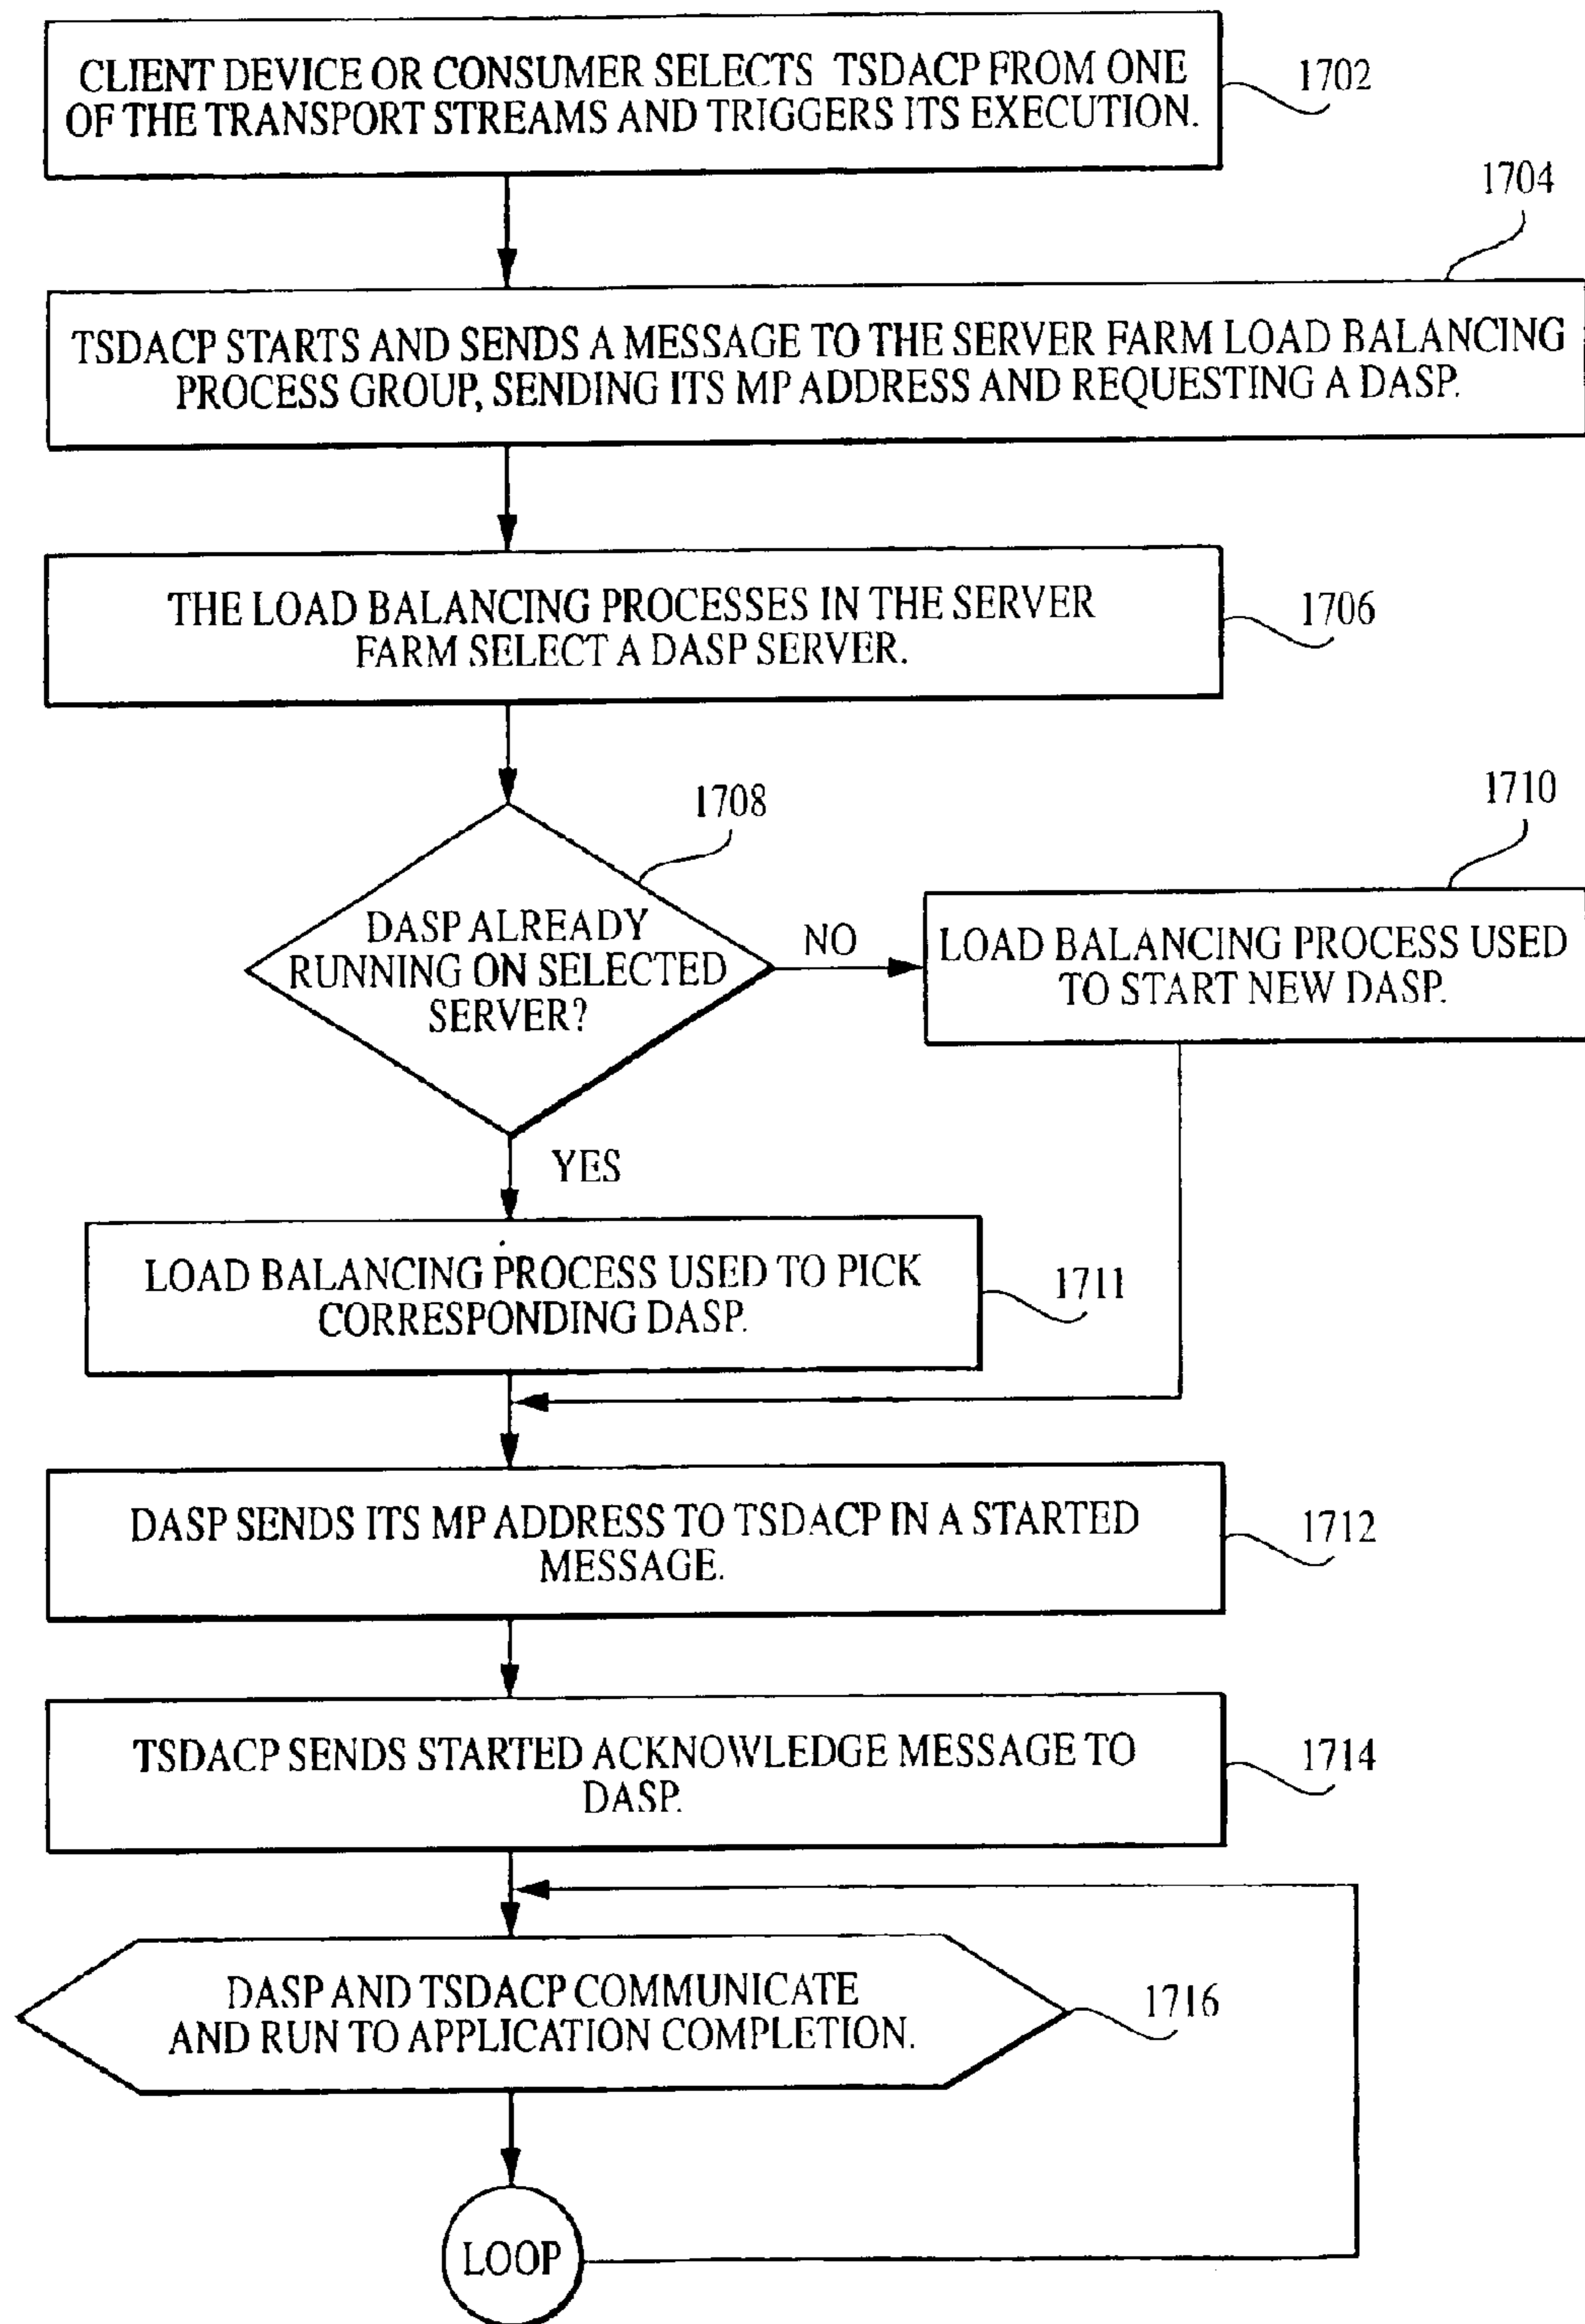 CLIENT DEVICE OR CONSUMER SELECTS TSDACP FROM ONE
OF THE TRANSPORT STREAMS AND TRIGGERS ITS EXECUTION.
1702
1704
TSDACP STARTS AND SENDS A MESSAGE TO THE SERVER FARM LOAD BALANCING
PROCESS GROUP, SENDING ITS MP ADDRESS AND REQUESTING A DASP.
THE LOAD BALANCING PROCESSES IN THE SERVER
FARM SELECT A DASP SERVER.
1706
1708
DASP ALREADY
RUNNING ON SELECTED
SERVER?
NO
1710
LOAD BALANCING PROCESS USED
TO START NEW DASP.
YES
LOAD BALANCING PROCESS USED TO PICK
CORRESPONDING DASP.
1711
DASP SENDS ITS MP ADDRESS TO TSDACP IN A STARTED
MESSAGE.
1712
TSDACP SENDS STARTED ACKNOWLEDGE MESSAGE TO
DASP.
1714
DASP AND TSDACP COMMUNICATE
AND RUN TO APPLICATION COMPLETION.
1716
LOOP